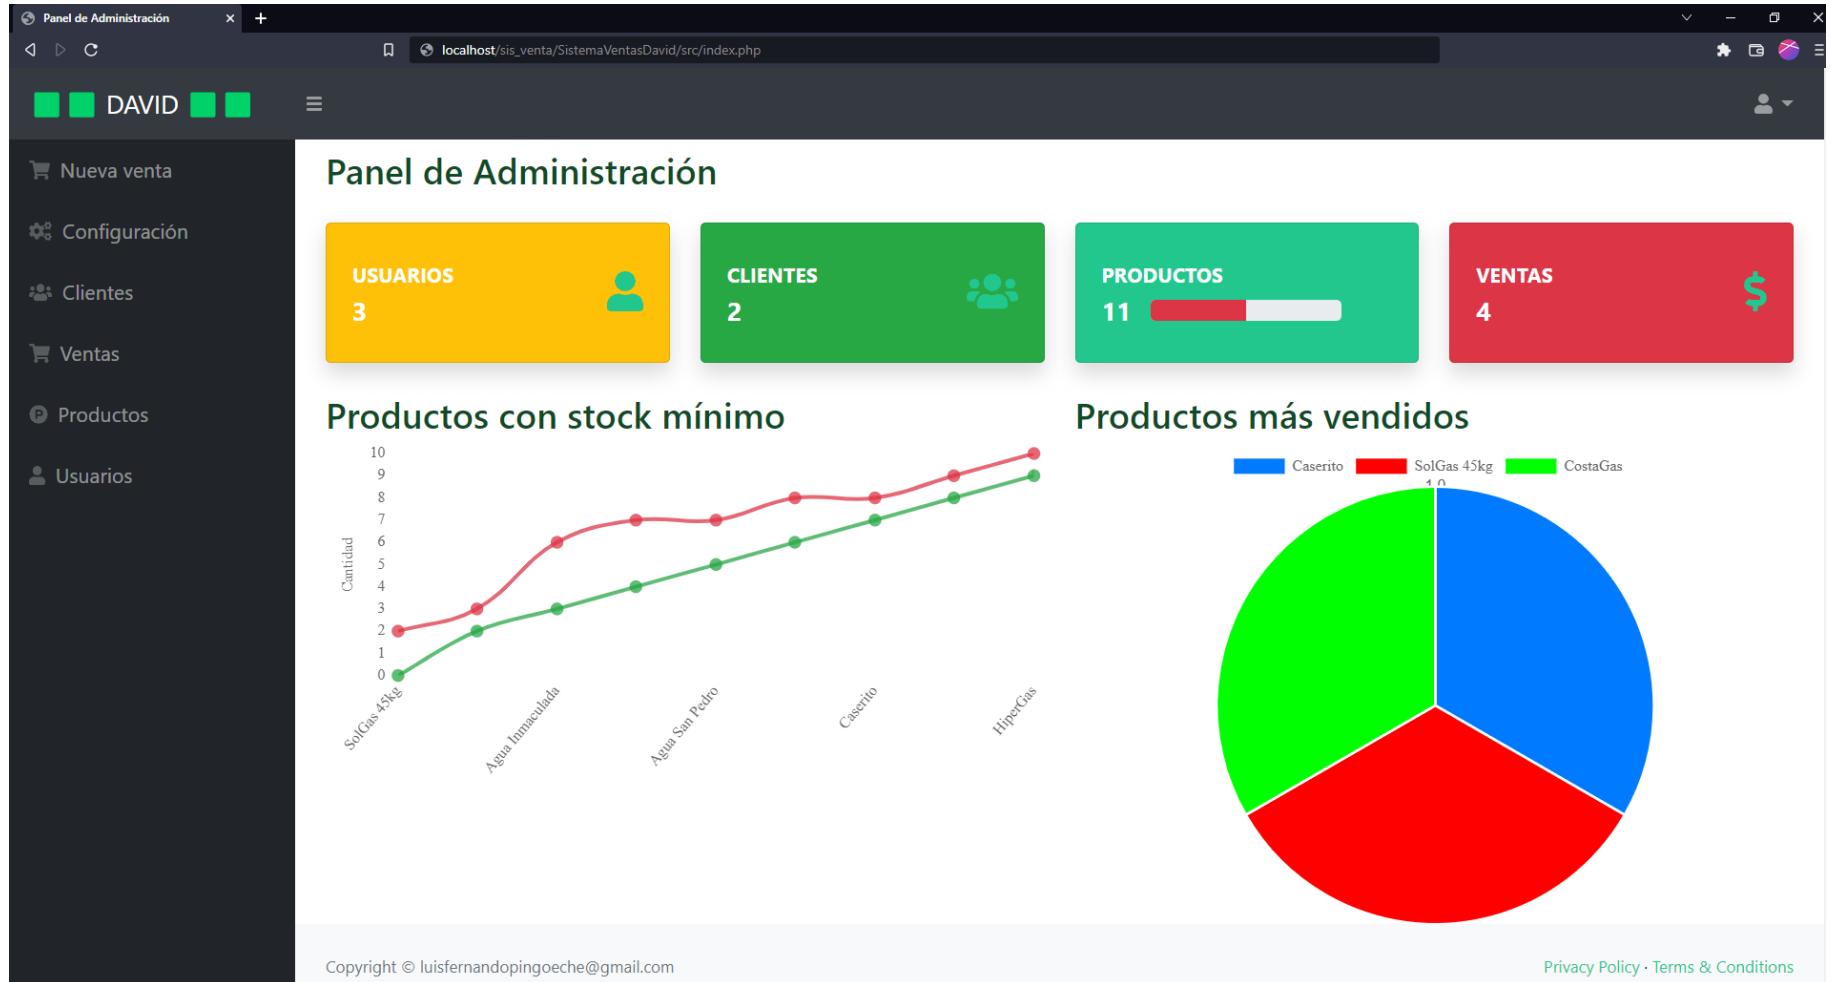 Panel de Administración
localhost/sis_venta/SistemaVentasDavid/src/index.php
DAVID
Nueva venta
Configuración
Clientes
Ventas
Productos
Usuarios
Panel de Administración
USUARIOS
3
CLIENTES
2
PRODUCTOS
11
VENTAS
4
Productos con stock mínimo
10
9
8
7
6
5
4
3
2
1
0
Cantidad
SolGas 45kg
Agua Inmaculada
Agua San Pedro
Caserito
HiperGas
Productos más vendidos
Caserito SolGas 45kg CostaGas
1.0
Copyright © luisfernandopingoeche@gmail.com
Privacy Policy · Terms & Conditions